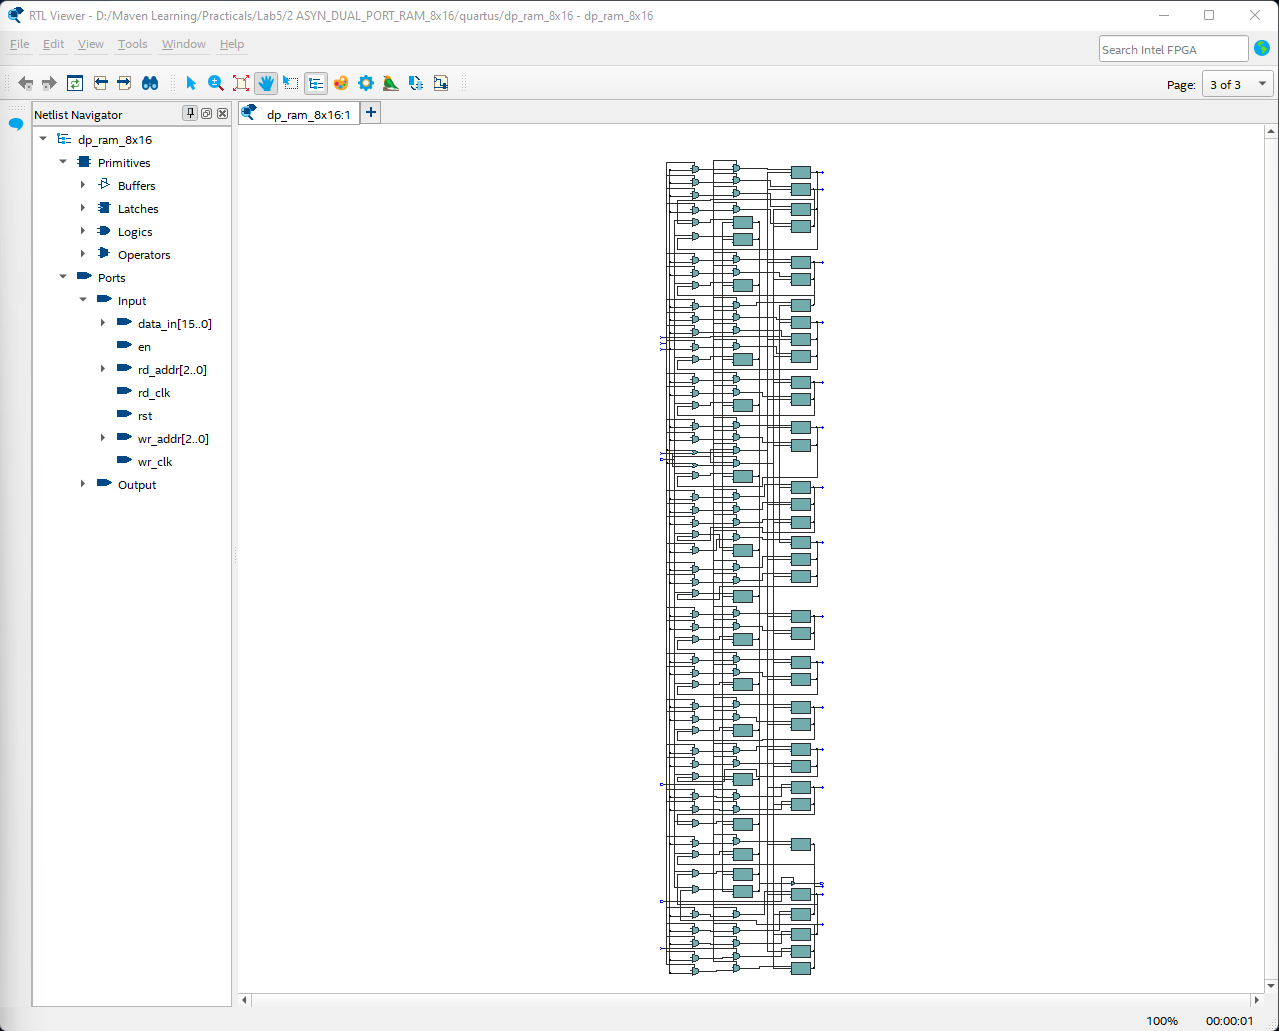 RTL Viewer - D:/Maven Learning/Practicals/Lab5/2 ASYN_DUAL_PORT_RAM_8x16/quartus/dp_ram_8x16 - dp_ram_8x16
File Edit View Tools Window Help
Search Intel FPGA
Page: 3 of 3
Netlist Navigator
dp_ram_8x16:1
dp_ram_8x16
Primitives
Buffers
Latches
Logics
Operators
Ports
Input
data_in[15..0]
en
rd_addr[2..0]
rd_clk
rst
wr_addr[2..0]
wr_clk
Output
100% 00:00:01